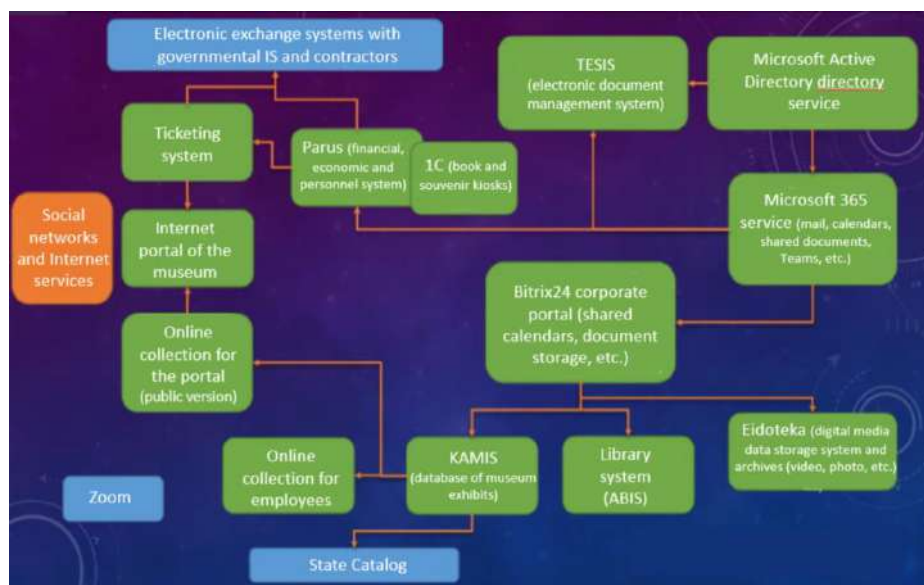 Electronic exchange systems with
governmental IS and contractors
TESIS
(electronic document
management system)
Microsoft Active
Directory directory
service
Ticketing
system
Parus (financial,
economic and
personnel system)
1C (book and
souvenir kiosks)
Social
networks
and Internet
services
Internet
portal of the
museum
Microsoft 365
service (mail, calendars,
shared documents,
Teams, etc.)
Bitrix24 corporate
portal (shared
calendars, document
storage, etc.)
Online
collection for
the portal
(public version)
Online
collection for
employees
KAMIS
(database of museum
exhibits)
Library
system
(ABIS)
Eidoteka (digital media
data storage system and
archives (video, photo, etc.)
Zoom
State Catalog